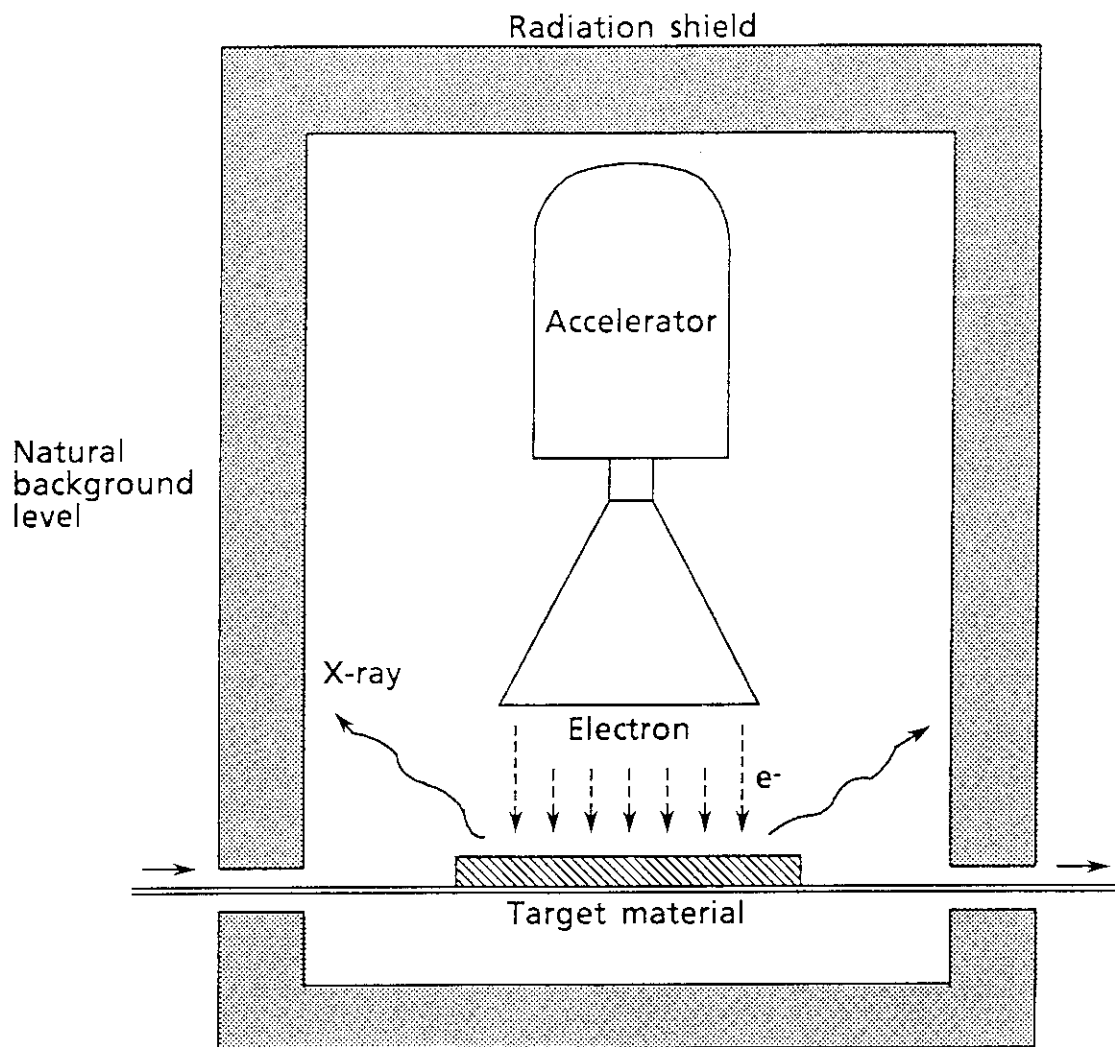 Radiation shield
Accelerator
Natural
background
level
X-ray
Electron
e-
Target material